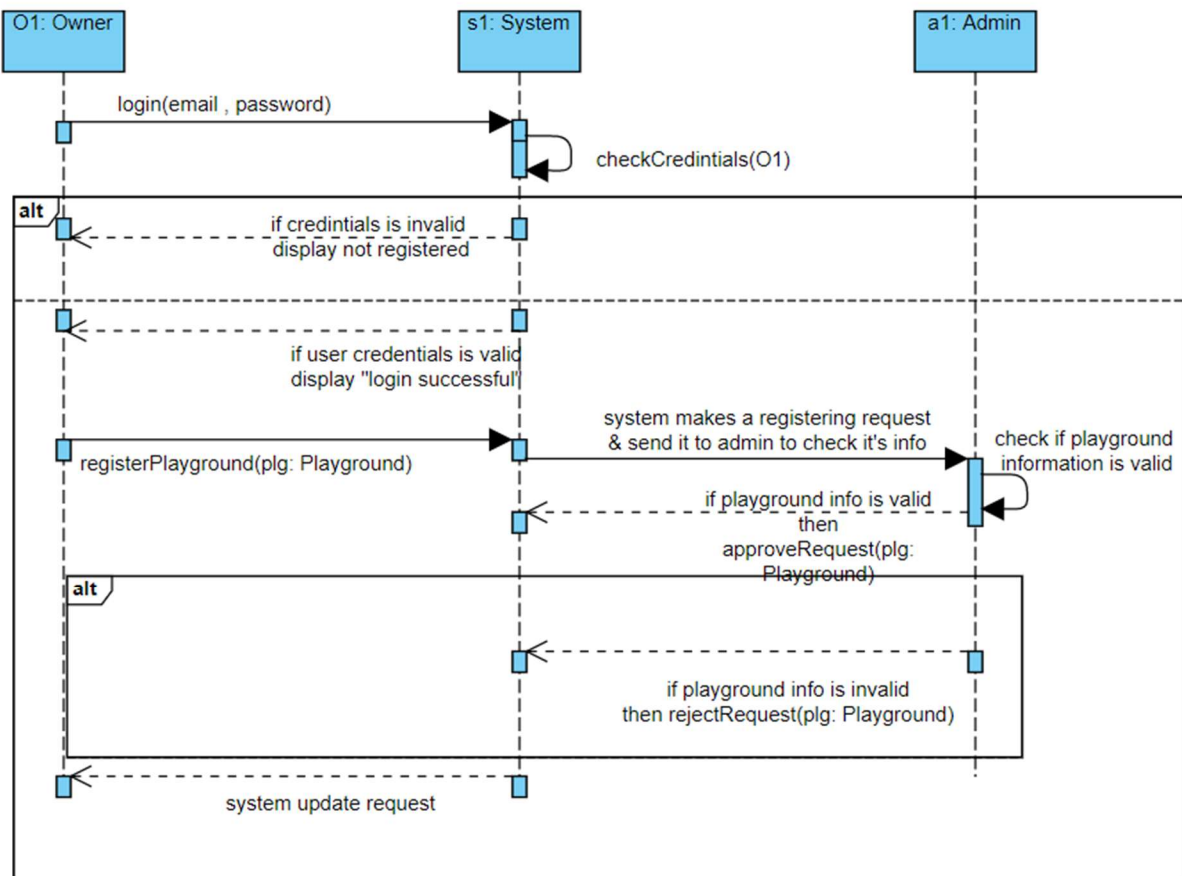 O1: Owner
s1: System
a1: Admin
login(email , password)
checkCredintials(O1)
alt
if credintials is invalid
display not registered
if user credentials is valid
display "login successful"
system makes a registering request
& send it to admin to check it's info
check if playground
information is valid
registerPlayground(plg: Playground)
if playground info is valid
then
approveRequest(plg:
Playground)
alt
if playground info is invalid
then rejectRequest(plg: Playground)
system update request